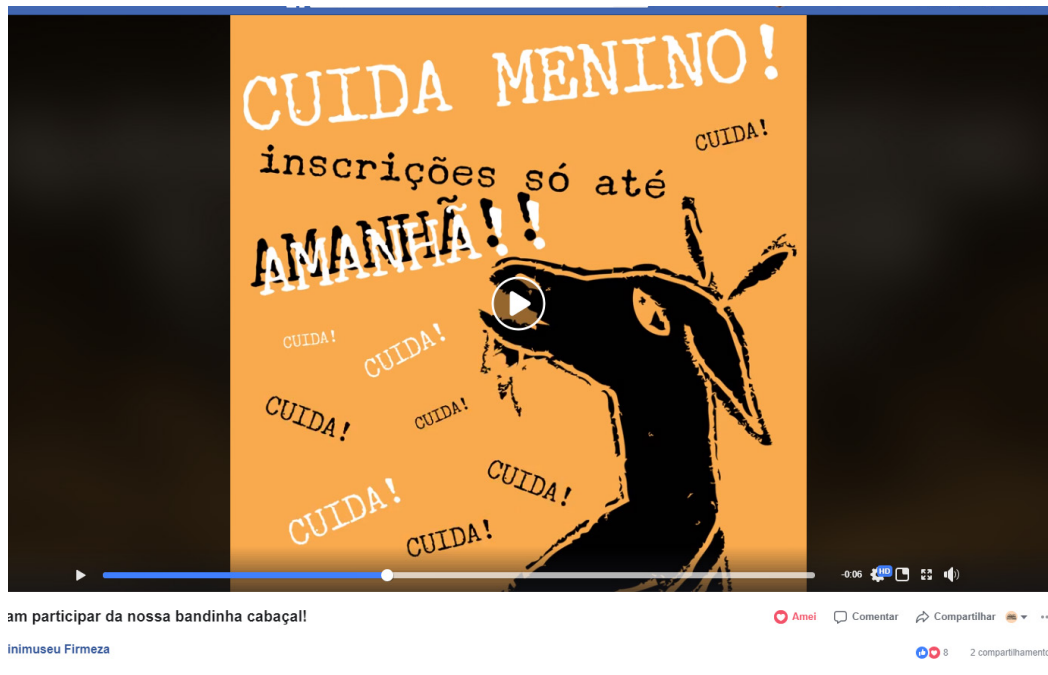 CUIDA MENINO!
CUIDA!
inscrições só até
AMANHÃ!!
CUIDA!
CUIDA!
CUIDA!
CUIDA!
CUIDA!
CUIDA!
CUIDA!
-0:06 HD
am participar da nossa bandinha cabaçal!
Amei Comentar Compartilhar
inimuseu Firmeza
8 2 compartilhamento